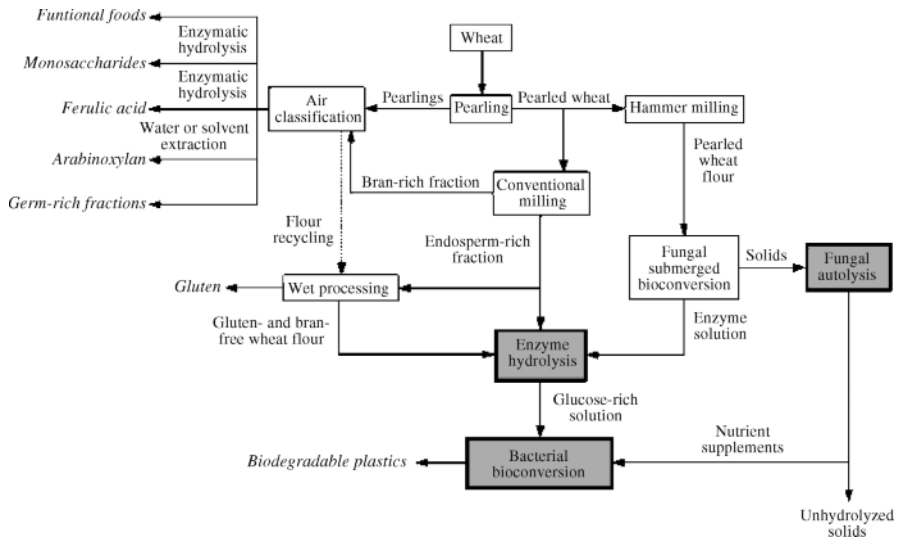 Funtional foods
Enzymatic
hydrolysis
Monosaccharides
Enzymatic
hydrolysis
Ferulic acid
Water or solvent
extraction
Arabinoxylan
Germ-rich fractions
Wheat
Air
classification
Pearlings
Pearling
Pearled wheat
Hammer milling
Bran-rich fraction
Conventional
milling
Pearled
wheat
flour
Flour
recycling
Endosperm-rich
fraction
Fungal
submerged
bioconversion
Solids
Fungal
autolysis
Gluten
Wet processing
Gluten- and bran-
free wheat flour
Enzyme
solution
Enzyme
hydrolysis
Glucose-rich
solution
Nutrient
supplements
Biodegradable plastics
Bacterial
bioconversion
Unhydrolyzed
solids